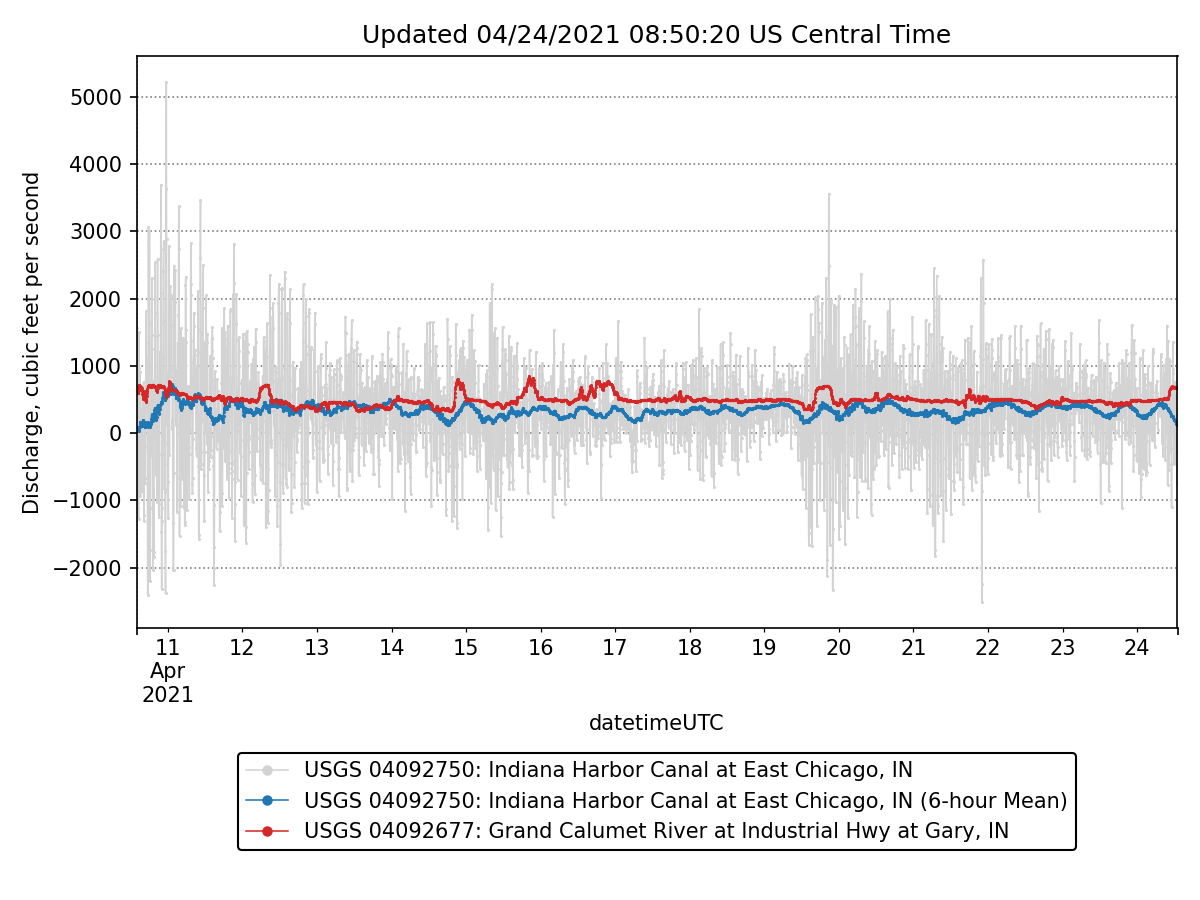 Updated 04/24/2021 08:50:20 US Central Time
Discharge, cubic feet per second
5000
4000
3000
2000
1000
0
−1000
−2000
11 12 13 14 15 16 17 18 19 20 21 22 23 24
Apr
2021
datetimeUTC
USGS 04092750: Indiana Harbor Canal at East Chicago, IN
USGS 04092750: Indiana Harbor Canal at East Chicago, IN (6-hour Mean)
USGS 04092677: Grand Calumet River at Industrial Hwy at Gary, IN